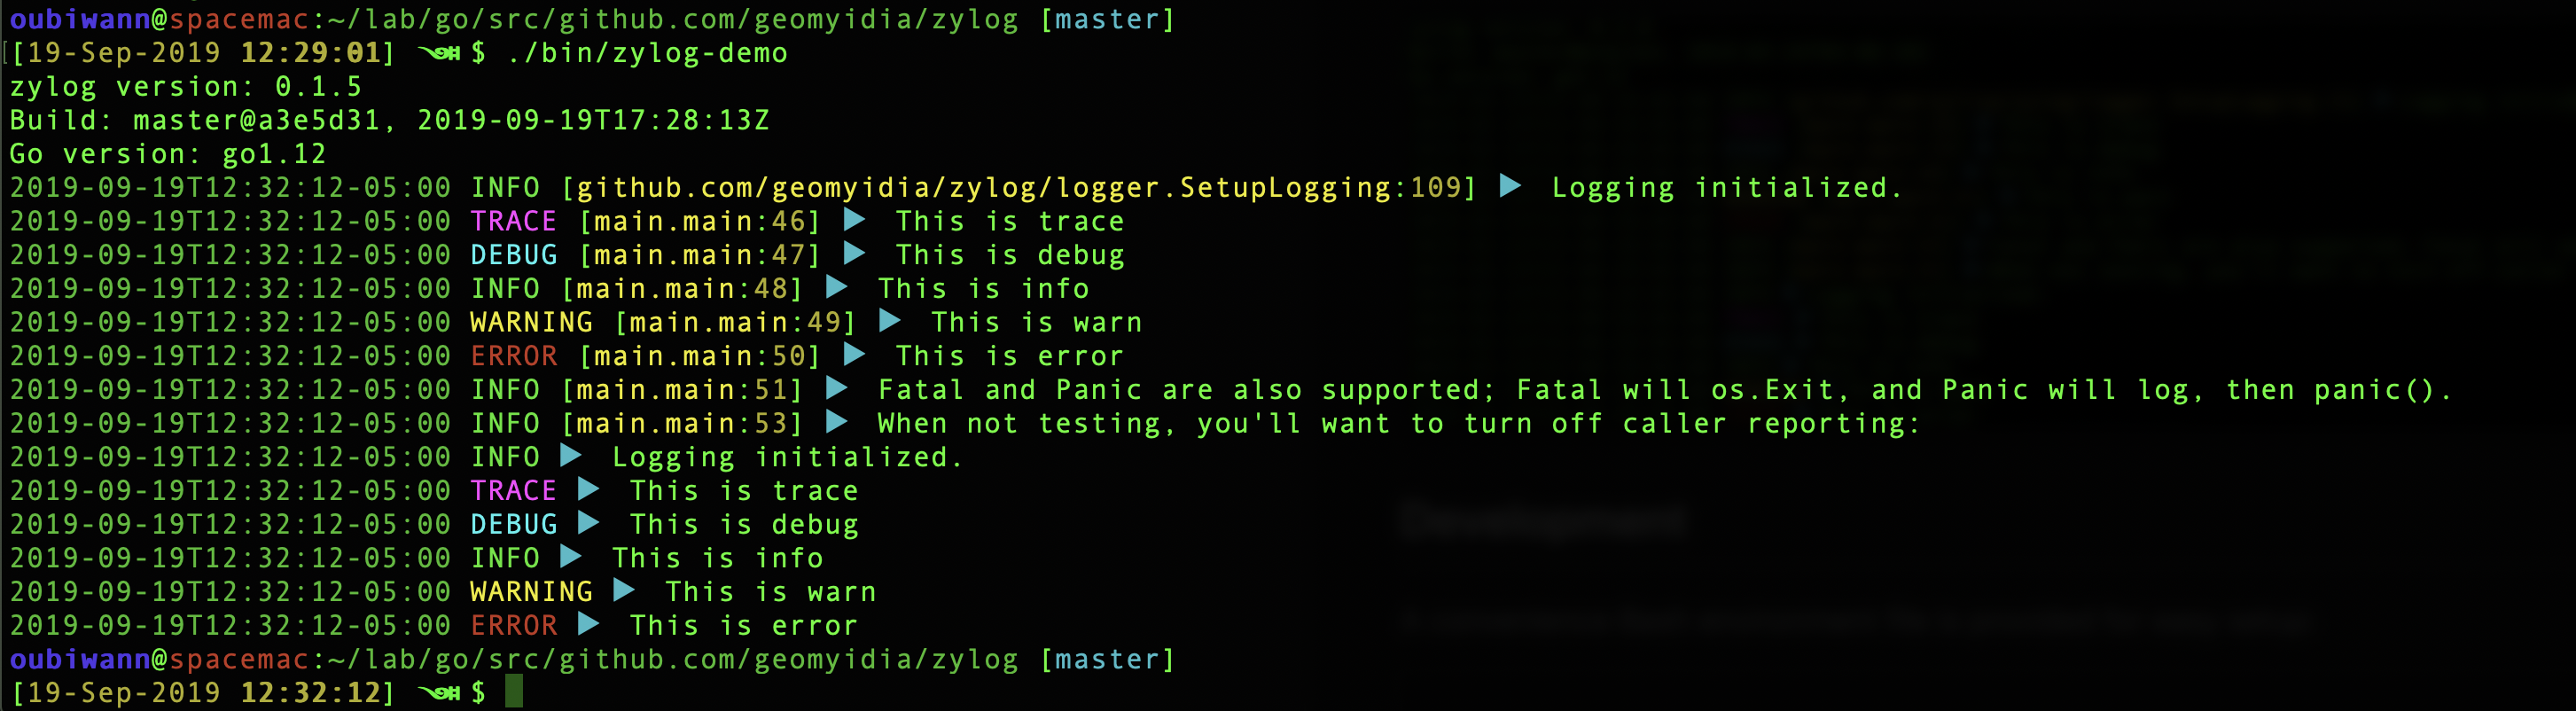 oubiwann@spacemac:~/lab/go/src/github.com/geomyidia/zylog [master]
[19-Sep-2019 12:29:01] $ ./bin/zylog-demo
zylog version: 0.1.5
Build: master@a3e5d31, 2019-09-19T17:28:13Z
Go version: go1.12
2019-09-19T12:32:12-05:00 INFO [github.com/geomyidia/zylog/logger.SetupLogging:109] ▶ Logging initialized.
2019-09-19T12:32:12-05:00 TRACE [main.main:46] ▶ This is trace
2019-09-19T12:32:12-05:00 DEBUG [main.main:47] ▶ This is debug
2019-09-19T12:32:12-05:00 INFO [main.main:48] ▶ This is info
2019-09-19T12:32:12-05:00 WARNING [main.main:49] ▶ This is warn
2019-09-19T12:32:12-05:00 ERROR [main.main:50] ▶ This is error
2019-09-19T12:32:12-05:00 INFO [main.main:51] ▶ Fatal and Panic are also supported; Fatal will os.Exit, and Panic will log, then panic().
2019-09-19T12:32:12-05:00 INFO [main.main:53] ▶ When not testing, you'll want to turn off caller reporting:
2019-09-19T12:32:12-05:00 INFO ▶ Logging initialized.
2019-09-19T12:32:12-05:00 TRACE ▶ This is trace
2019-09-19T12:32:12-05:00 DEBUG ▶ This is debug
2019-09-19T12:32:12-05:00 INFO ▶ This is info
2019-09-19T12:32:12-05:00 WARNING ▶ This is warn
2019-09-19T12:32:12-05:00 ERROR ▶ This is error
oubiwann@spacemac:~/lab/go/src/github.com/geomyidia/zylog [master]
[19-Sep-2019 12:32:12] $